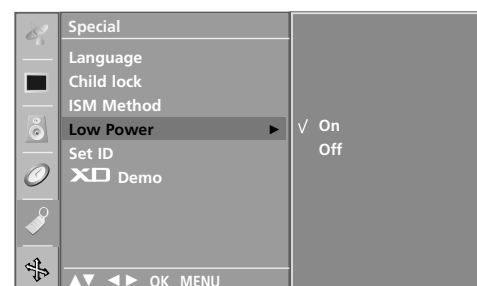 Special
Language
Child lock
ISM Method
Low Power ►
√ On
Off
Set ID
XD Demo
▲▼ ◄► OK MENU